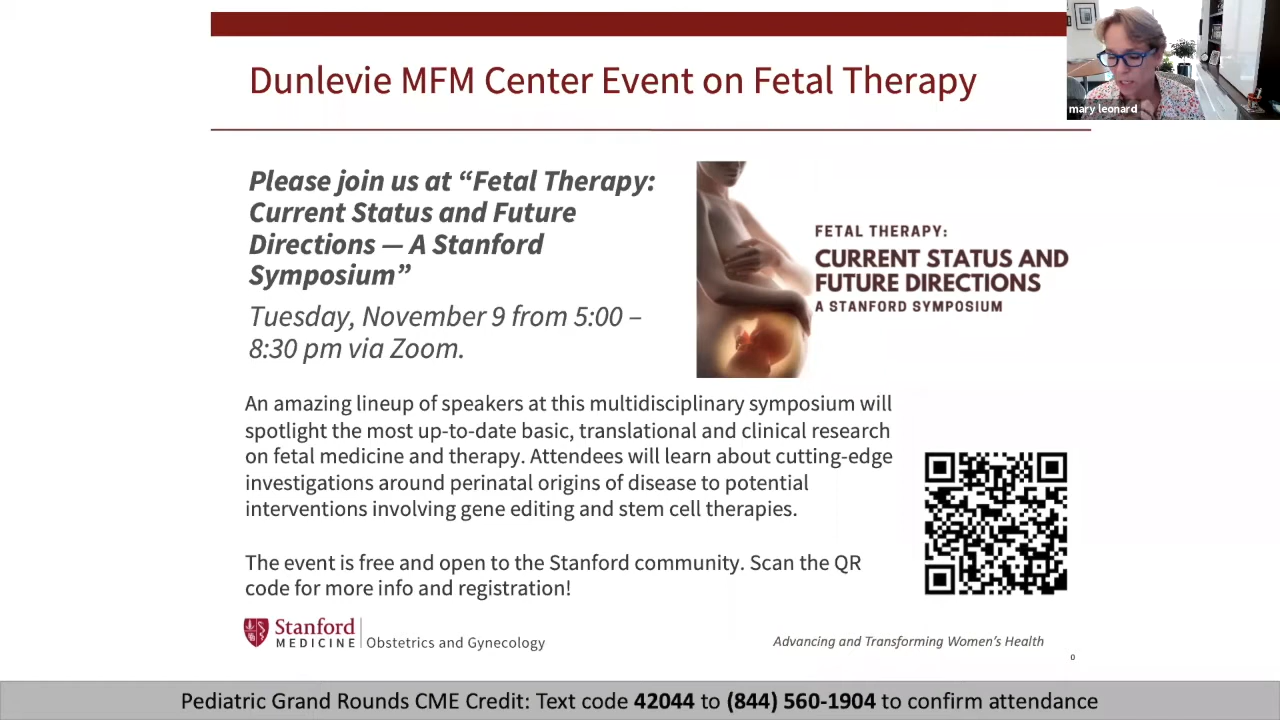 Dunlevie MFM Center Event on Fetal Therapy
mary leonard
Please join us at “Fetal Therapy:
Current Status and Future
Directions — A Stanford
Symposium”
Tuesday, November 9 from 5:00 –
8:30 pm via Zoom.
FETAL THERAPY:
CURRENT STATUS AND
FUTURE DIRECTIONS
A STANFORD SYMPOSIUM
An amazing lineup of speakers at this multidisciplinary symposium will
spotlight the most up-to-date basic, translational and clinical research
on fetal medicine and therapy. Attendees will learn about cutting-edge
investigations around perinatal origins of disease to potential
interventions involving gene editing and stem cell therapies.
The event is free and open to the Stanford community. Scan the QR
code for more info and registration!
Stanford
MEDICINE
Obstetrics and Gynecology
Advancing and Transforming Women’s Health
0
Pediatric Grand Rounds CME Credit: Text code 42044 to (844) 560-1904 to confirm attendance